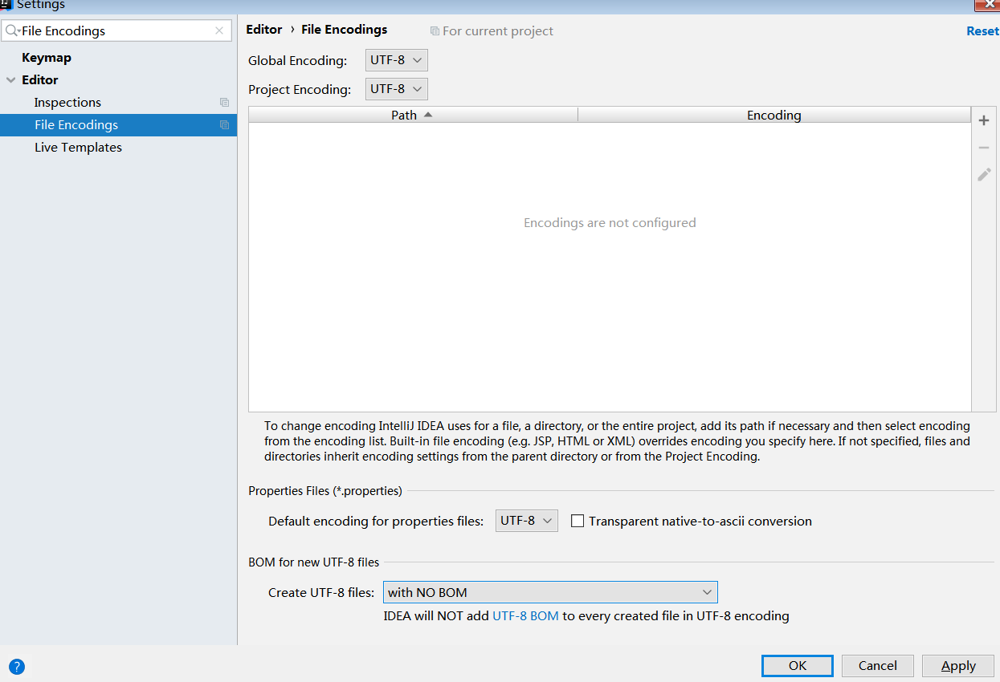 Settings
File Encodings
Keymap
Editor
Inspections
File Encodings
Live Templates
Editor › File Encodings
For current project
Reset
Global Encoding: UTF-8
Project Encoding: UTF-8
Path
Encoding
Encodings are not configured
To change encoding IntelliJ IDEA uses for a file, a directory, or the entire project, add its path if necessary and then select encoding
from the encoding list. Built-in file encoding (e.g. JSP, HTML or XML) overrides encoding you specify here. If not specified, files and
directories inherit encoding settings from the parent directory or from the Project Encoding.
Properties Files (*.properties)
Default encoding for properties files: UTF-8
Transparent native-to-ascii conversion
BOM for new UTF-8 files
Create UTF-8 files: with NO BOM
IDEA will NOT add UTF-8 BOM to every created file in UTF-8 encoding
?
OK
Cancel
Apply